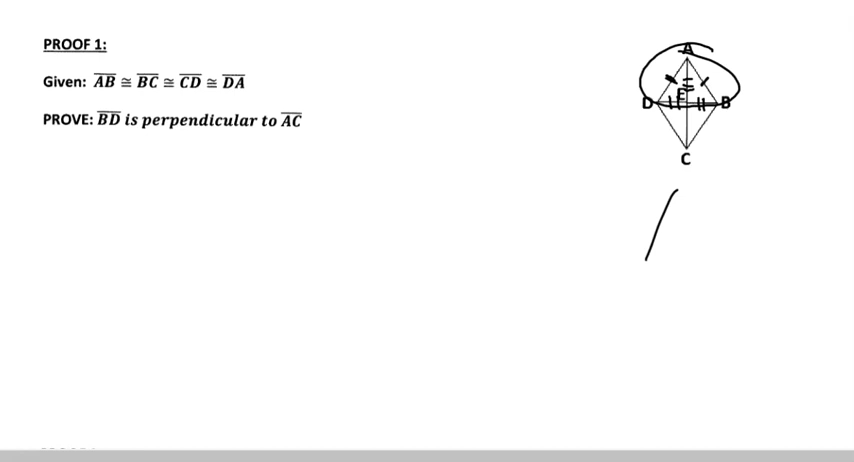 PROOF 1:
Given: AB ≅ BC ≅ CD ≅ DA
PROVE: BD is perpendicular to AC
A
E
D B
C